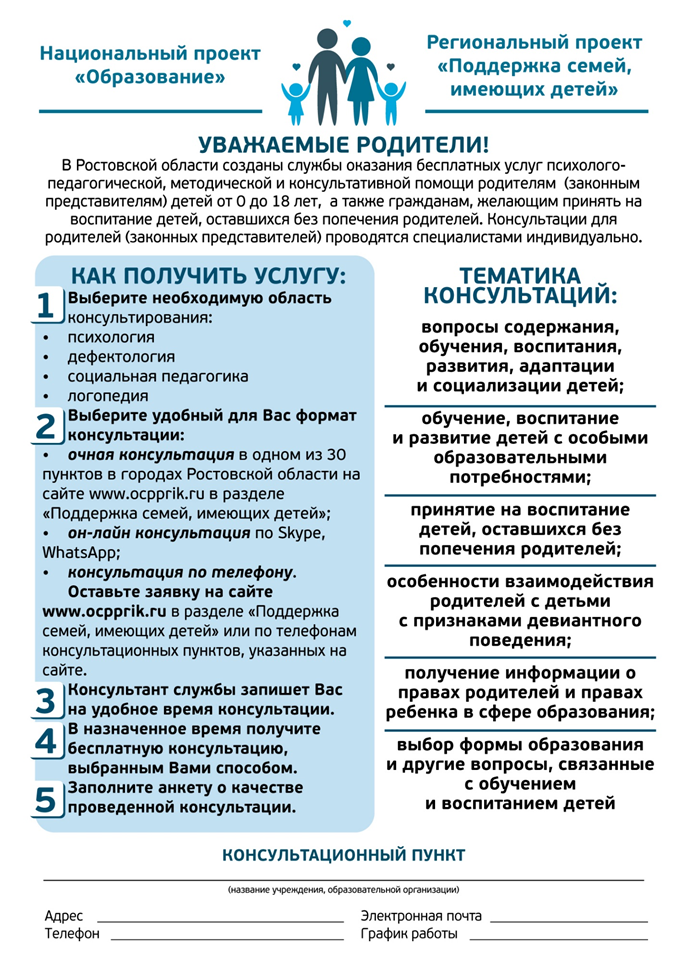 Национальный проект
«Образование»
Региональный проект
«Поддержка семей,
имеющих детей»
УВАЖАЕМЫЕ РОДИТЕЛИ!
В Ростовской области созданы службы оказания бесплатных услуг психолого-
педагогической, методической и консультативной помощи родителям (законным
представителям) детей от 0 до 18 лет, а также гражданам, желающим принять на
воспитание детей, оставшихся без попечения родителей. Консультации для
родителей (законных представителей) проводятся специалистами индивидуально.
КАК ПОЛУЧИТЬ УСЛУГУ:
1 Выберите необходимую область
консультирования:
• психология
• дефектология
• социальная педагогика
• логопедия
2 Выберите удобный для Вас формат
консультации:
• очная консультация в одном из 30
пунктов в городах Ростовской области на
сайте www.ocpprik.ru в разделе
«Поддержка семей, имеющих детей»;
• он-лайн консультация по Skype,
WhatsApp;
• консультация по телефону.
Оставьте заявку на сайте
www.ocpprik.ru в разделе «Поддержка
семей, имеющих детей» или по телефонам
консультационных пунктов, указанных на
сайте.
3 Консультант службы запишет Вас
на удобное время консультации.
4 В назначенное время получите
бесплатную консультацию,
выбранным Вами способом.
5 Заполните анкету о качестве
проведенной консультации.
ТЕМАТИКА
КОНСУЛЬТАЦИЙ:
вопросы содержания,
обучения, воспитания,
развития, адаптации
и социализации детей;
обучение, воспитание
и развитие детей с особыми
образовательными
потребностями;
принятие на воспитание
детей, оставшихся без
попечения родителей;
особенности взаимодействия
родителей с детьми
с признаками девиантного
поведения;
получение информации о
правах родителей и правах
ребенка в сфере образования;
выбор формы образования
и другие вопросы, связанные
с обучением
и воспитанием детей
КОНСУЛЬТАЦИОННЫЙ ПУНКТ
(название учреждения, образовательной организации)
Адрес
Электронная почта
Телефон
График работы